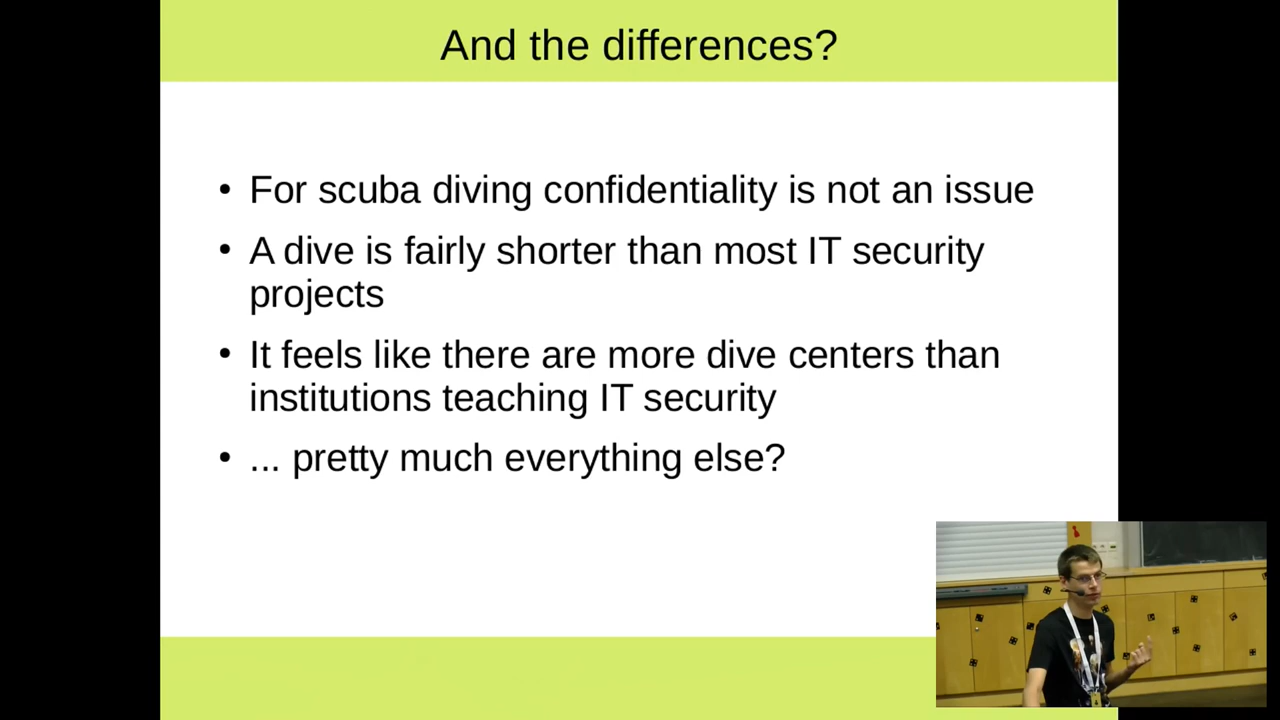 And the differences?
• For scuba diving confidentiality is not an issue
• A dive is fairly shorter than most IT security
projects
• It feels like there are more dive centers than
institutions teaching IT security
• ... pretty much everything else?